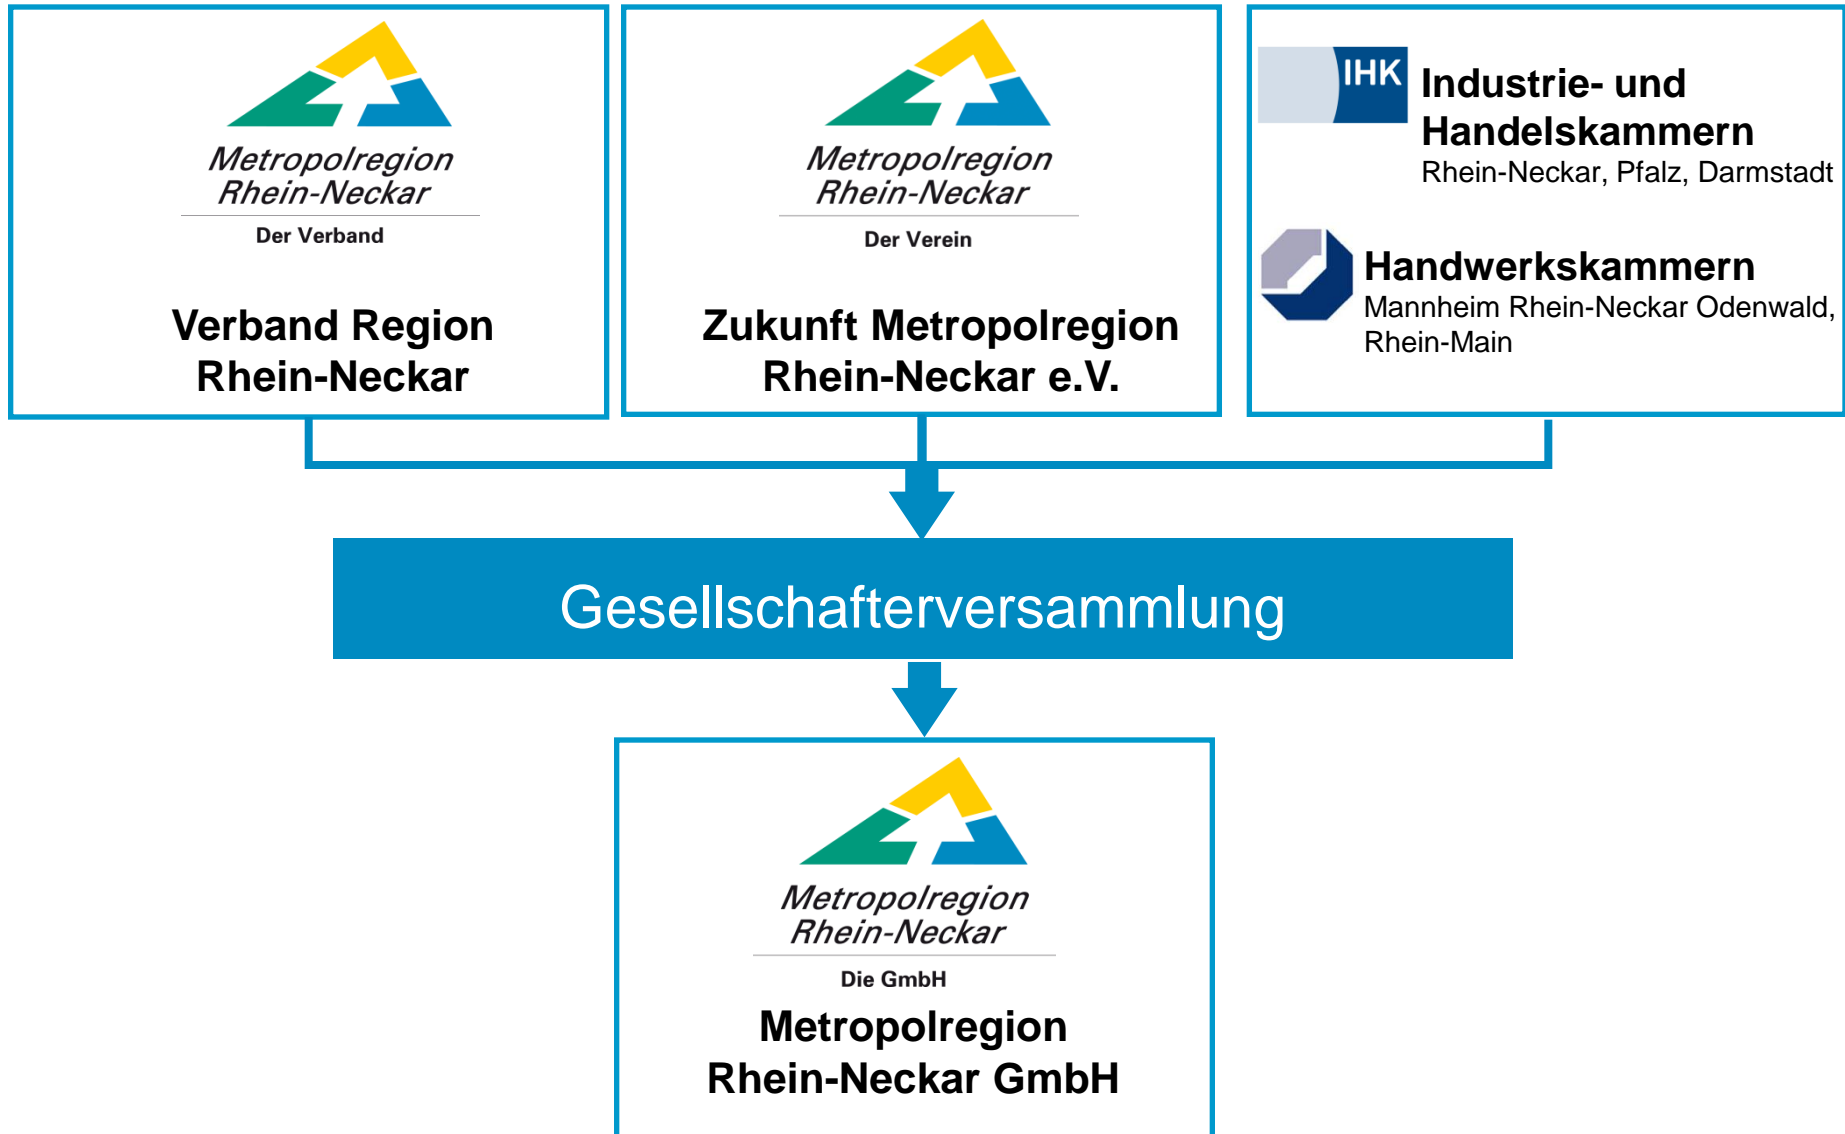 Metropolregion
Rhein-Neckar
Der Verband
Verband Region
Rhein-Neckar
Metropolregion
Rhein-Neckar
Der Verein
Zukunft Metropolregion
Rhein-Neckar e.V.
IHK
Industrie- und
Handelskammern
Rhein-Neckar, Pfalz, Darmstadt
Handwerkskammern
Mannheim Rhein-Neckar Odenwald,
Rhein-Main
Gesellschafterversammlung
Metropolregion
Rhein-Neckar
Die GmbH
Metropolregion
Rhein-Neckar GmbH